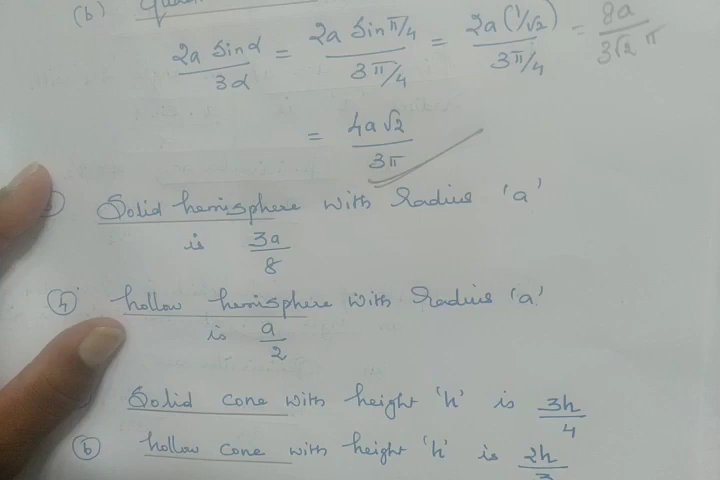 (b)
2a sinα / 3α = 2a sin π/4 / 3π/4 = 2a (1/√2) / 3π/4 = 8a / 3√2 π
= 4a√2 / 3π
Solid hemisphere with radius 'a'
is 3a/8
④ hollow hemisphere with radius 'a'
is a/2
Solid cone with height 'h' is 3h/4
⑥ hollow cone with height 'h' is 2h/3